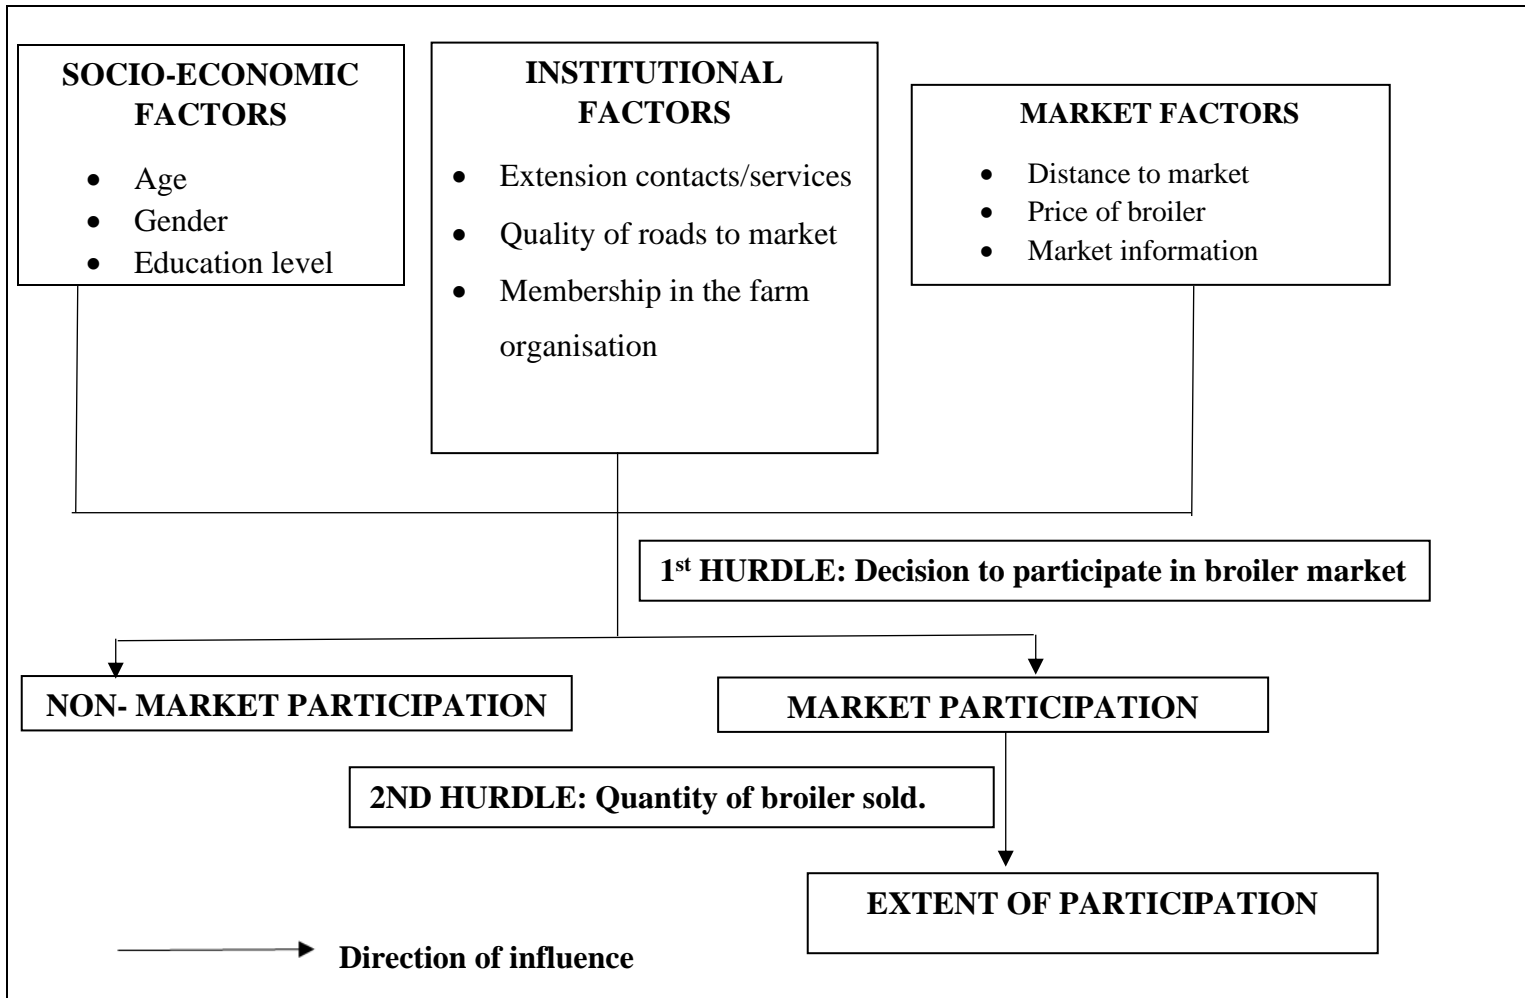 SOCIO-ECONOMIC
FACTORS
• Age
• Gender
• Education level
INSTITUTIONAL
FACTORS
• Extension contacts/services
• Quality of roads to market
• Membership in the farm
organisation
MARKET FACTORS
• Distance to market
• Price of broiler
• Market information
1st HURDLE: Decision to participate in broiler market
NON- MARKET PARTICIPATION
MARKET PARTICIPATION
2ND HURDLE: Quantity of broiler sold.
EXTENT OF PARTICIPATION
Direction of influence